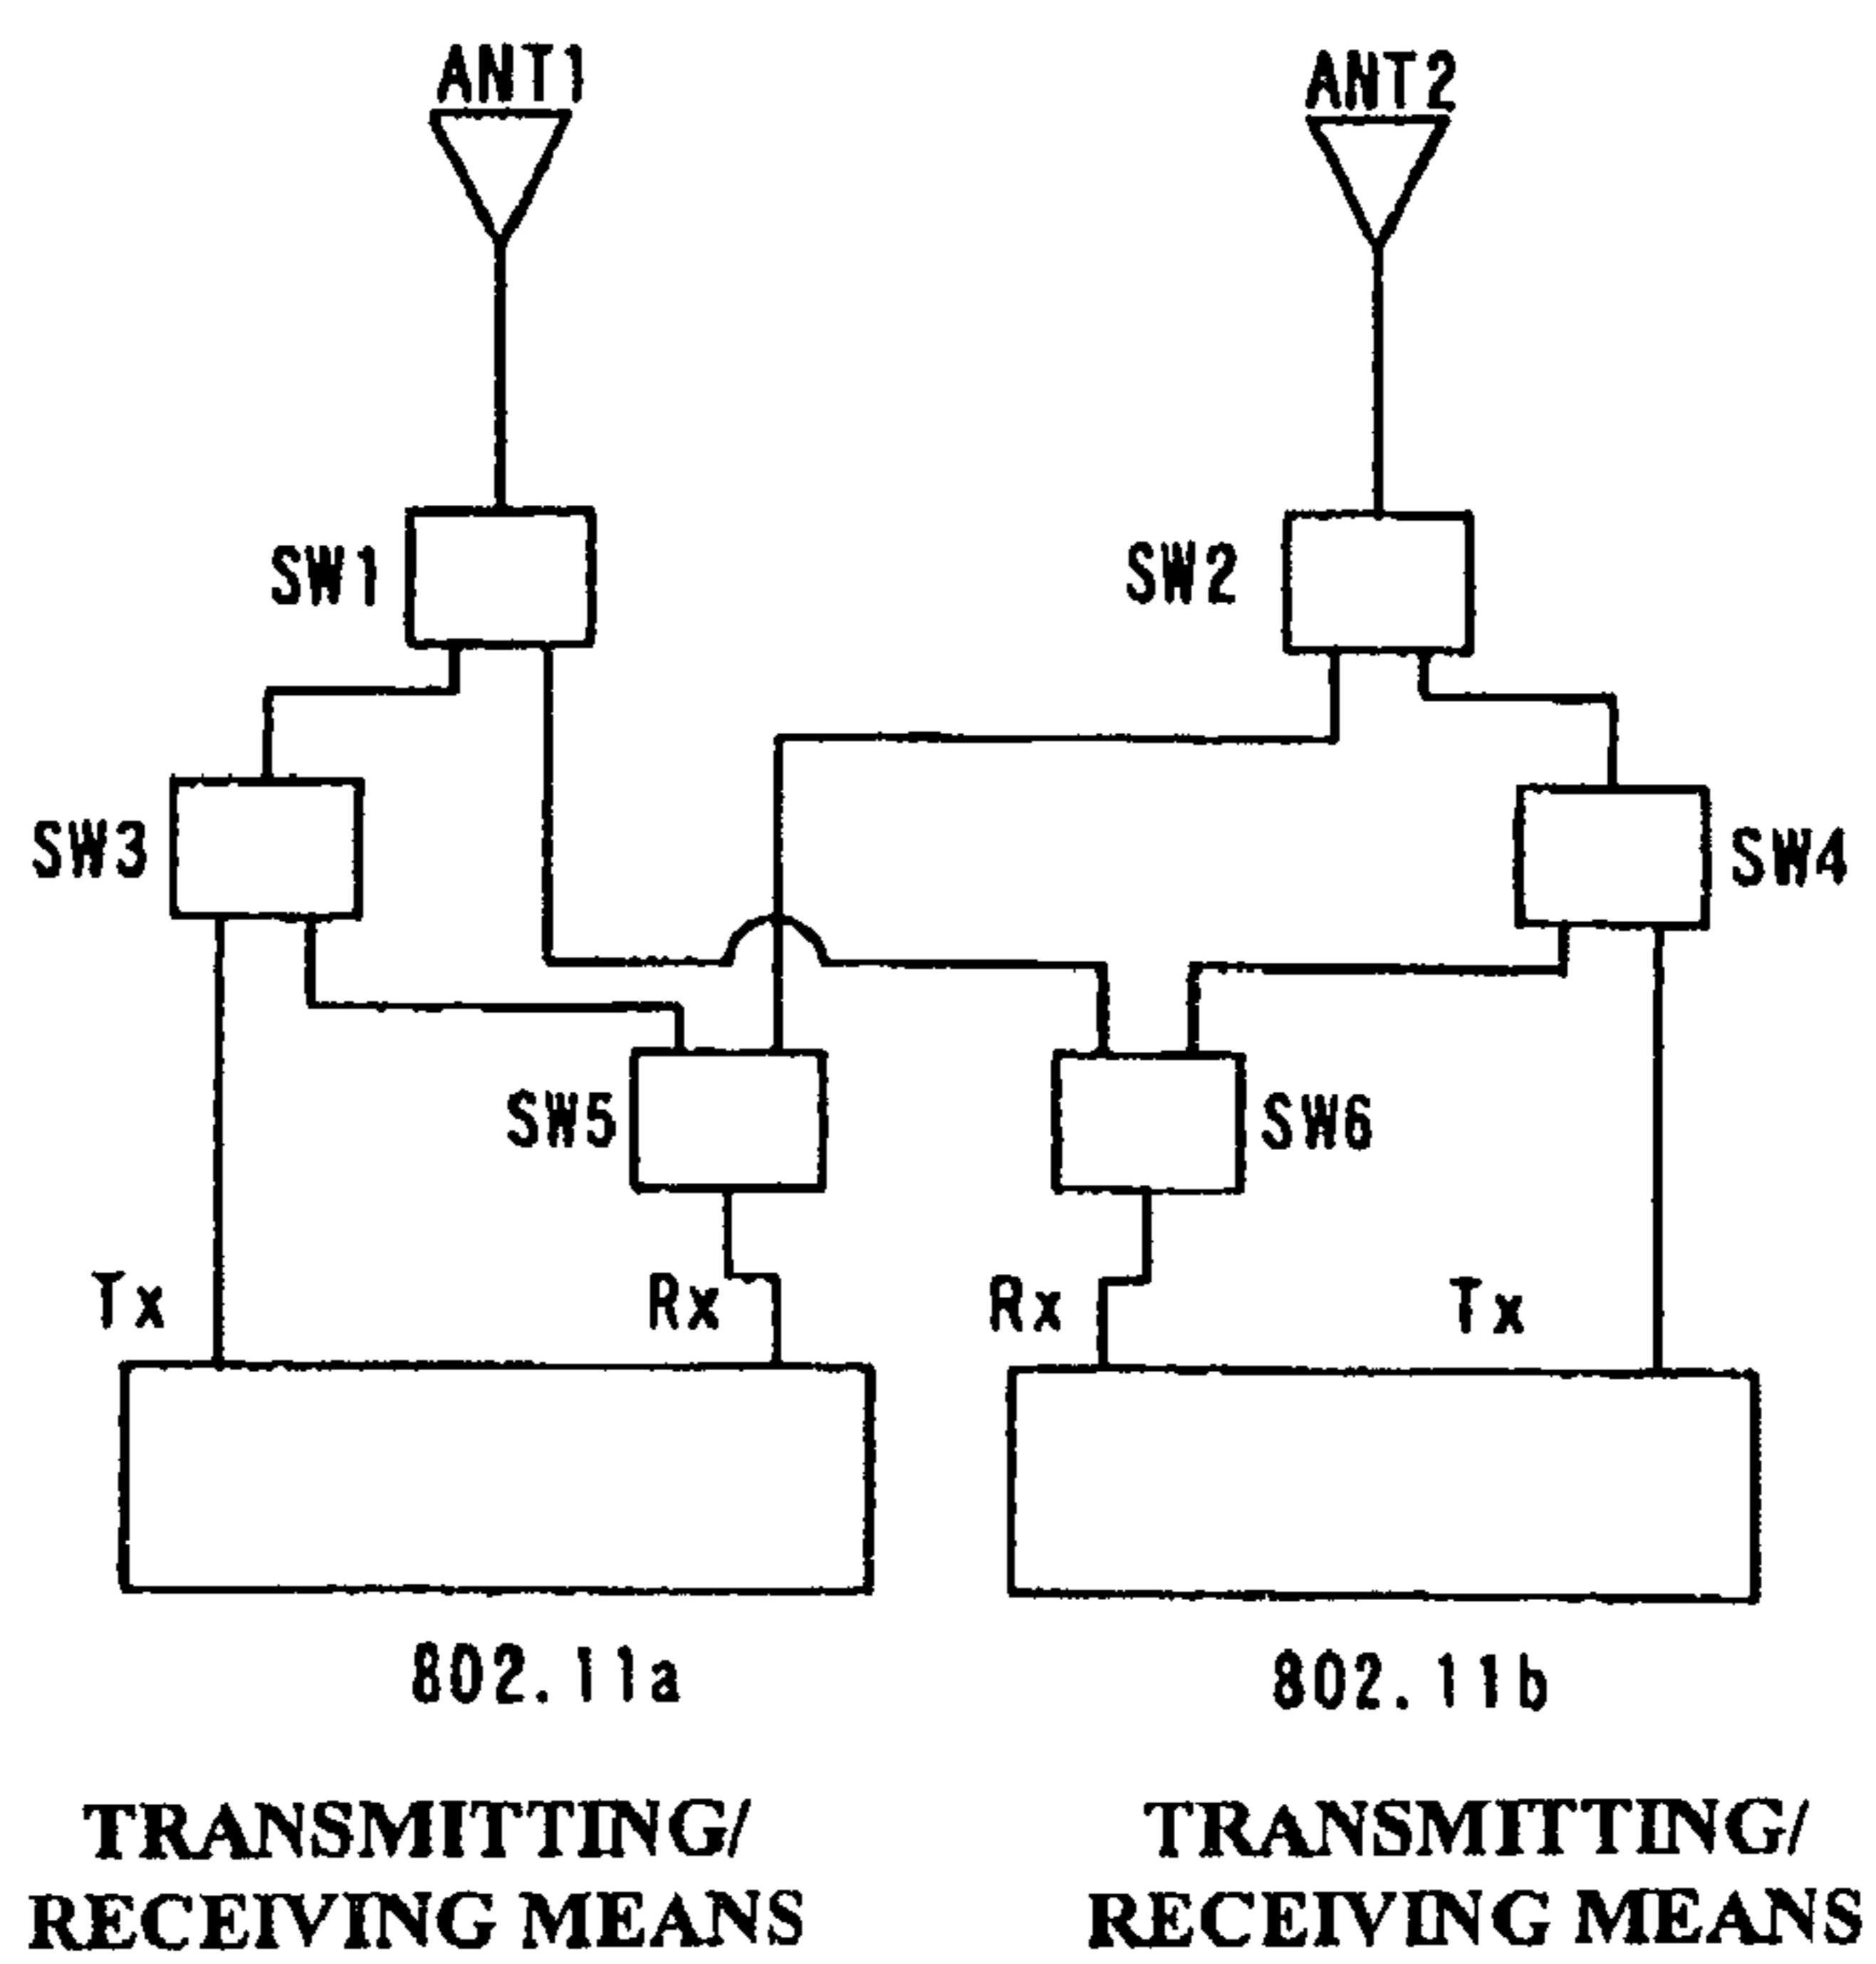 ANT1
ANT2
SW1
SW2
SW3
SW4
SW5
SW6
Tx
Rx
Rx
Tx
802.11a
802.11b
TRANSMITTING/
RECEIVING MEANS
TRANSMITTING/
RECEIVING MEANS